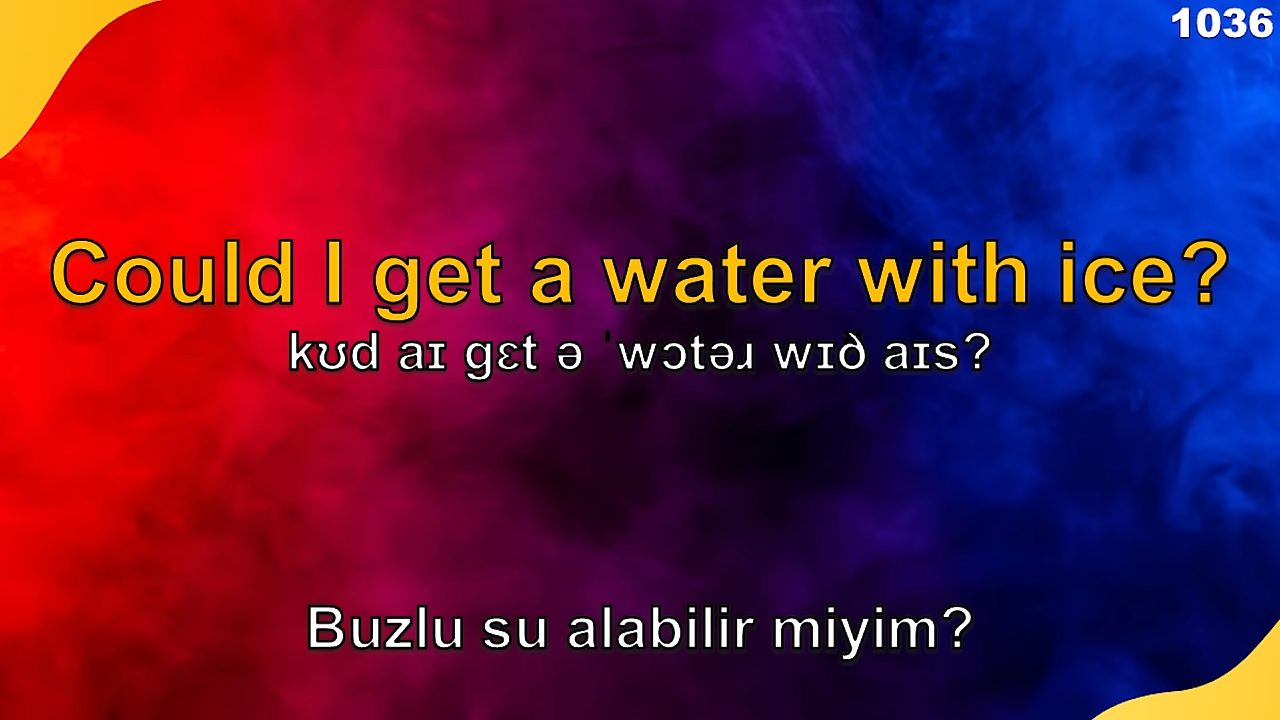 1036
Could I get a water with ice?
kʊd aɪ gɛt ə ˈwɔtəɹ wɪð aɪs?
Buzlu su alabilir miyim?